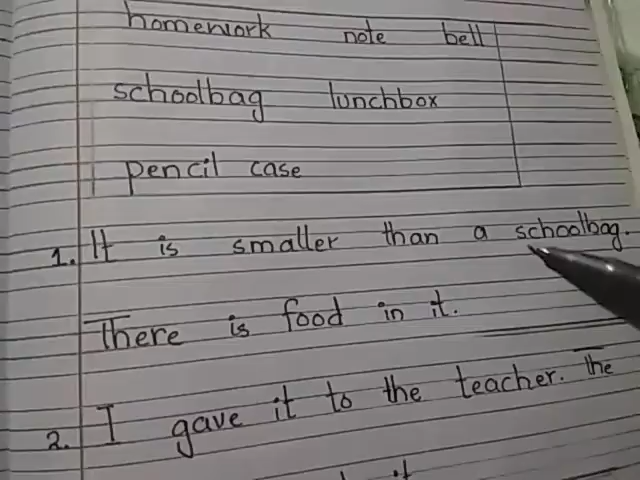 homework note bell
schoolbag lunchbox
pencil case
1. It is smaller than a schoolbag.
There is food in it.
2. I gave it to the teacher. The
it